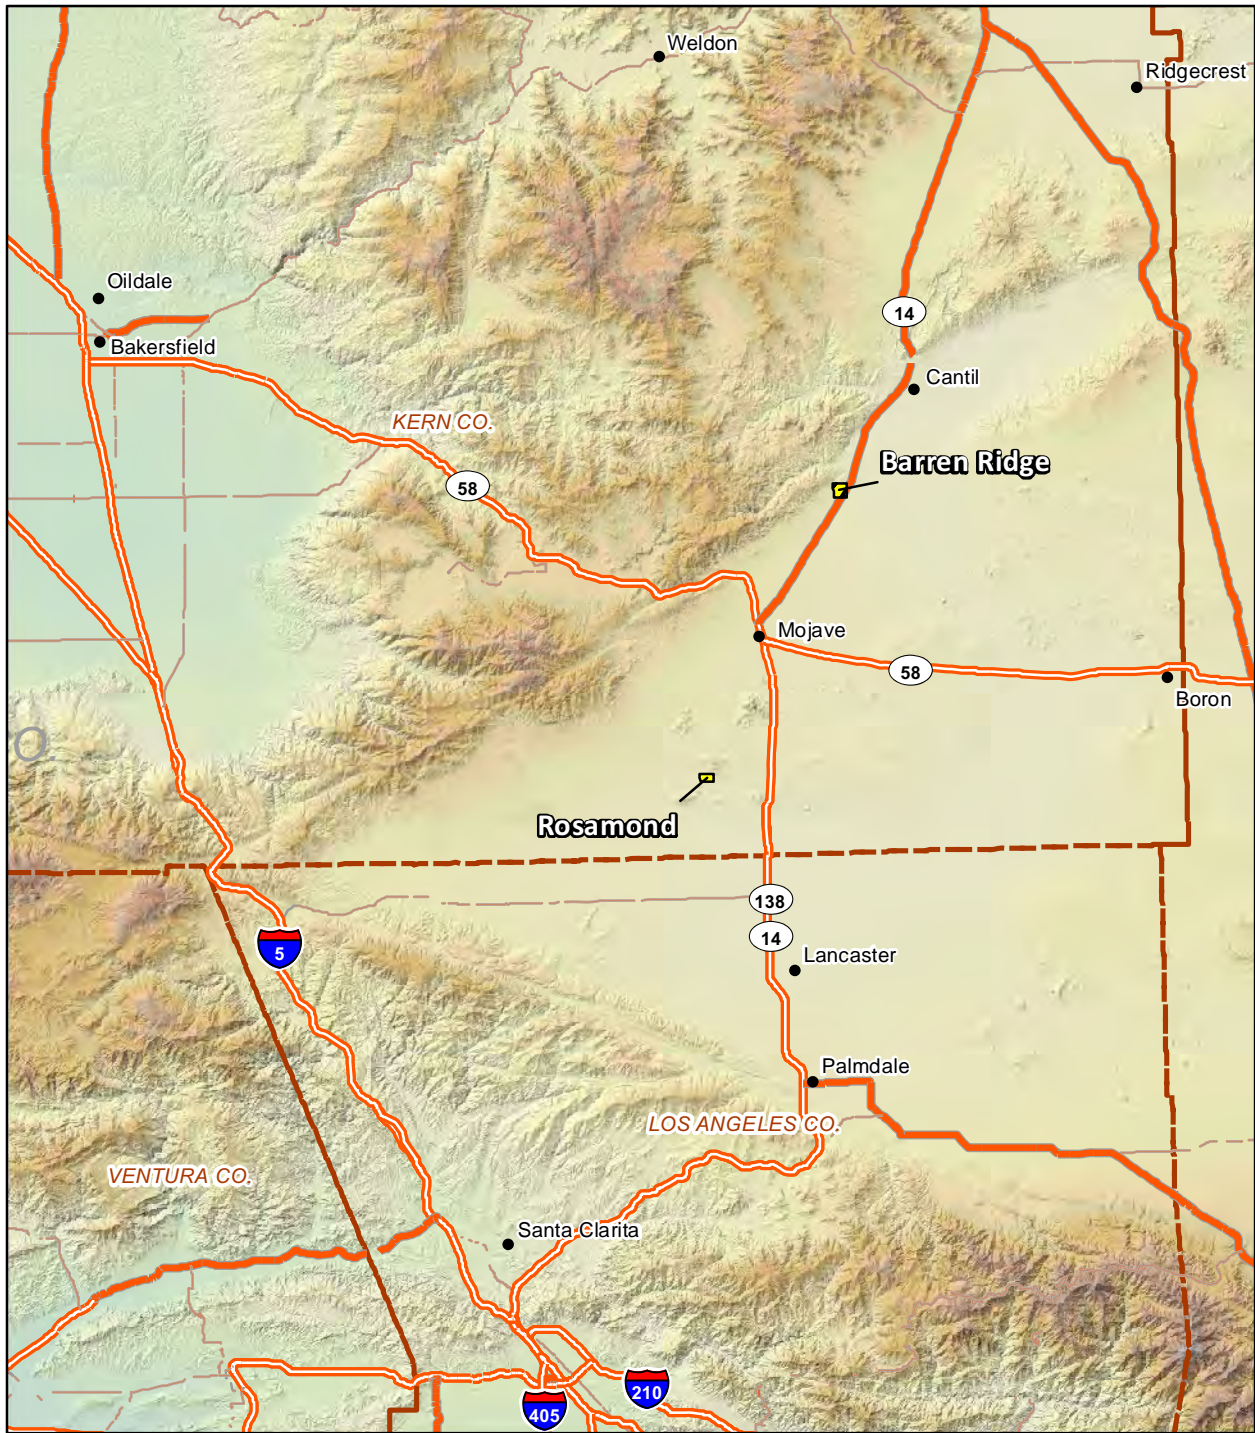 Weldon
Ridgecrest
Oildale
14
Bakersfield
Cantil
KERN CO.
Barren Ridge
58
Mojave
58
Boron
O.
Rosamond
138
14
5
Lancaster
Palmdale
LOS ANGELES CO.
VENTURA CO.
Santa Clarita
210
405